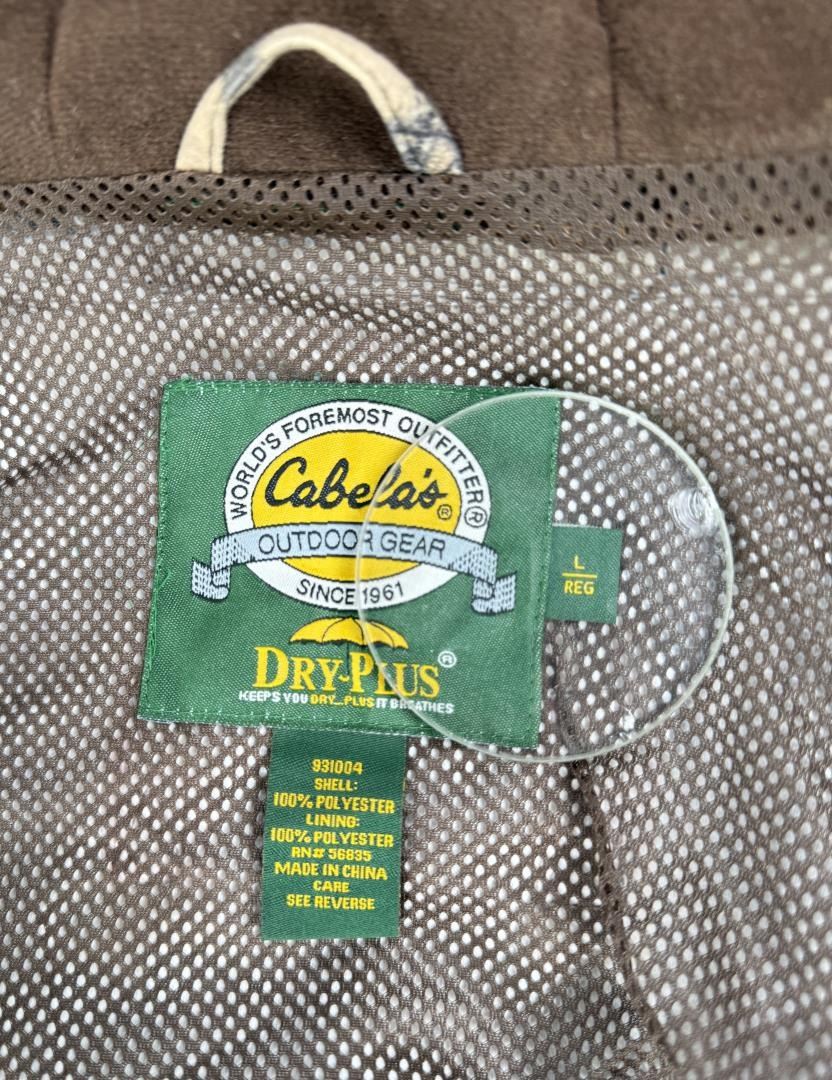 WORLD'S FOREMOST OUTFITTER®
Cabela's®
OUTDOOR GEAR
SINCE 1961
L
REG
DRY-PLUS®
KEEPS YOU DRY...PLUS IT BREATHES
931004
SHELL:
100% POLYESTER
LINING:
100% POLYESTER
RN# 56835
MADE IN CHINA
CARE
SEE REVERSE